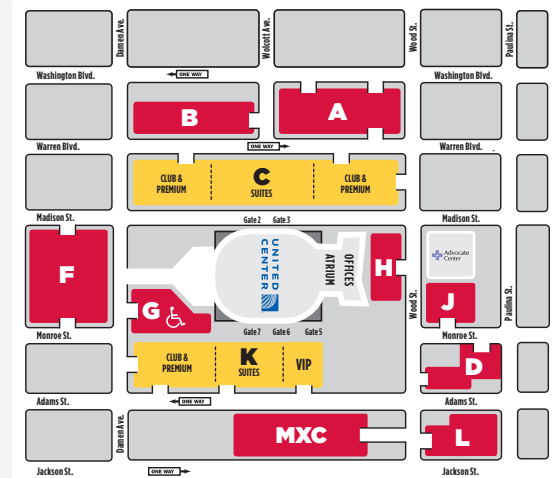 Damen Ave.
Wolcott Ave.
Wood St.
Paulina St.
Washington Blvd.
ONE WAY
Washington Blvd.
B
A
Warren Blvd.
ONE WAY
Warren Blvd.
CLUB &
PREMIUM
C
SUITES
CLUB &
PREMIUM
Madison St.
Gate 2
Gate 3
Madison St.
F
UNITED
CENTER
ATRIUM
OFFICES
H
Wood St.
Advocate
Center
Paulina St.
G
J
Monroe St.
Gate 7
Gate 6
Gate 5
Monroe St.
CLUB &
PREMIUM
K
SUITES
VIP
D
Adams St.
ONE WAY
Adams St.
Damen Ave.
MXC
L
Jackson St.
ONE WAY
Jackson St.